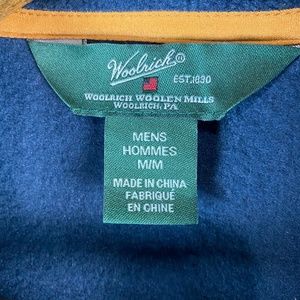 Woolrich®
EST.1830
WOOLRICH WOOLEN MILLS
WOOLRICH, PA
MENS
HOMMES
M/M
MADE IN CHINA
FABRIQUÉ
EN CHINE